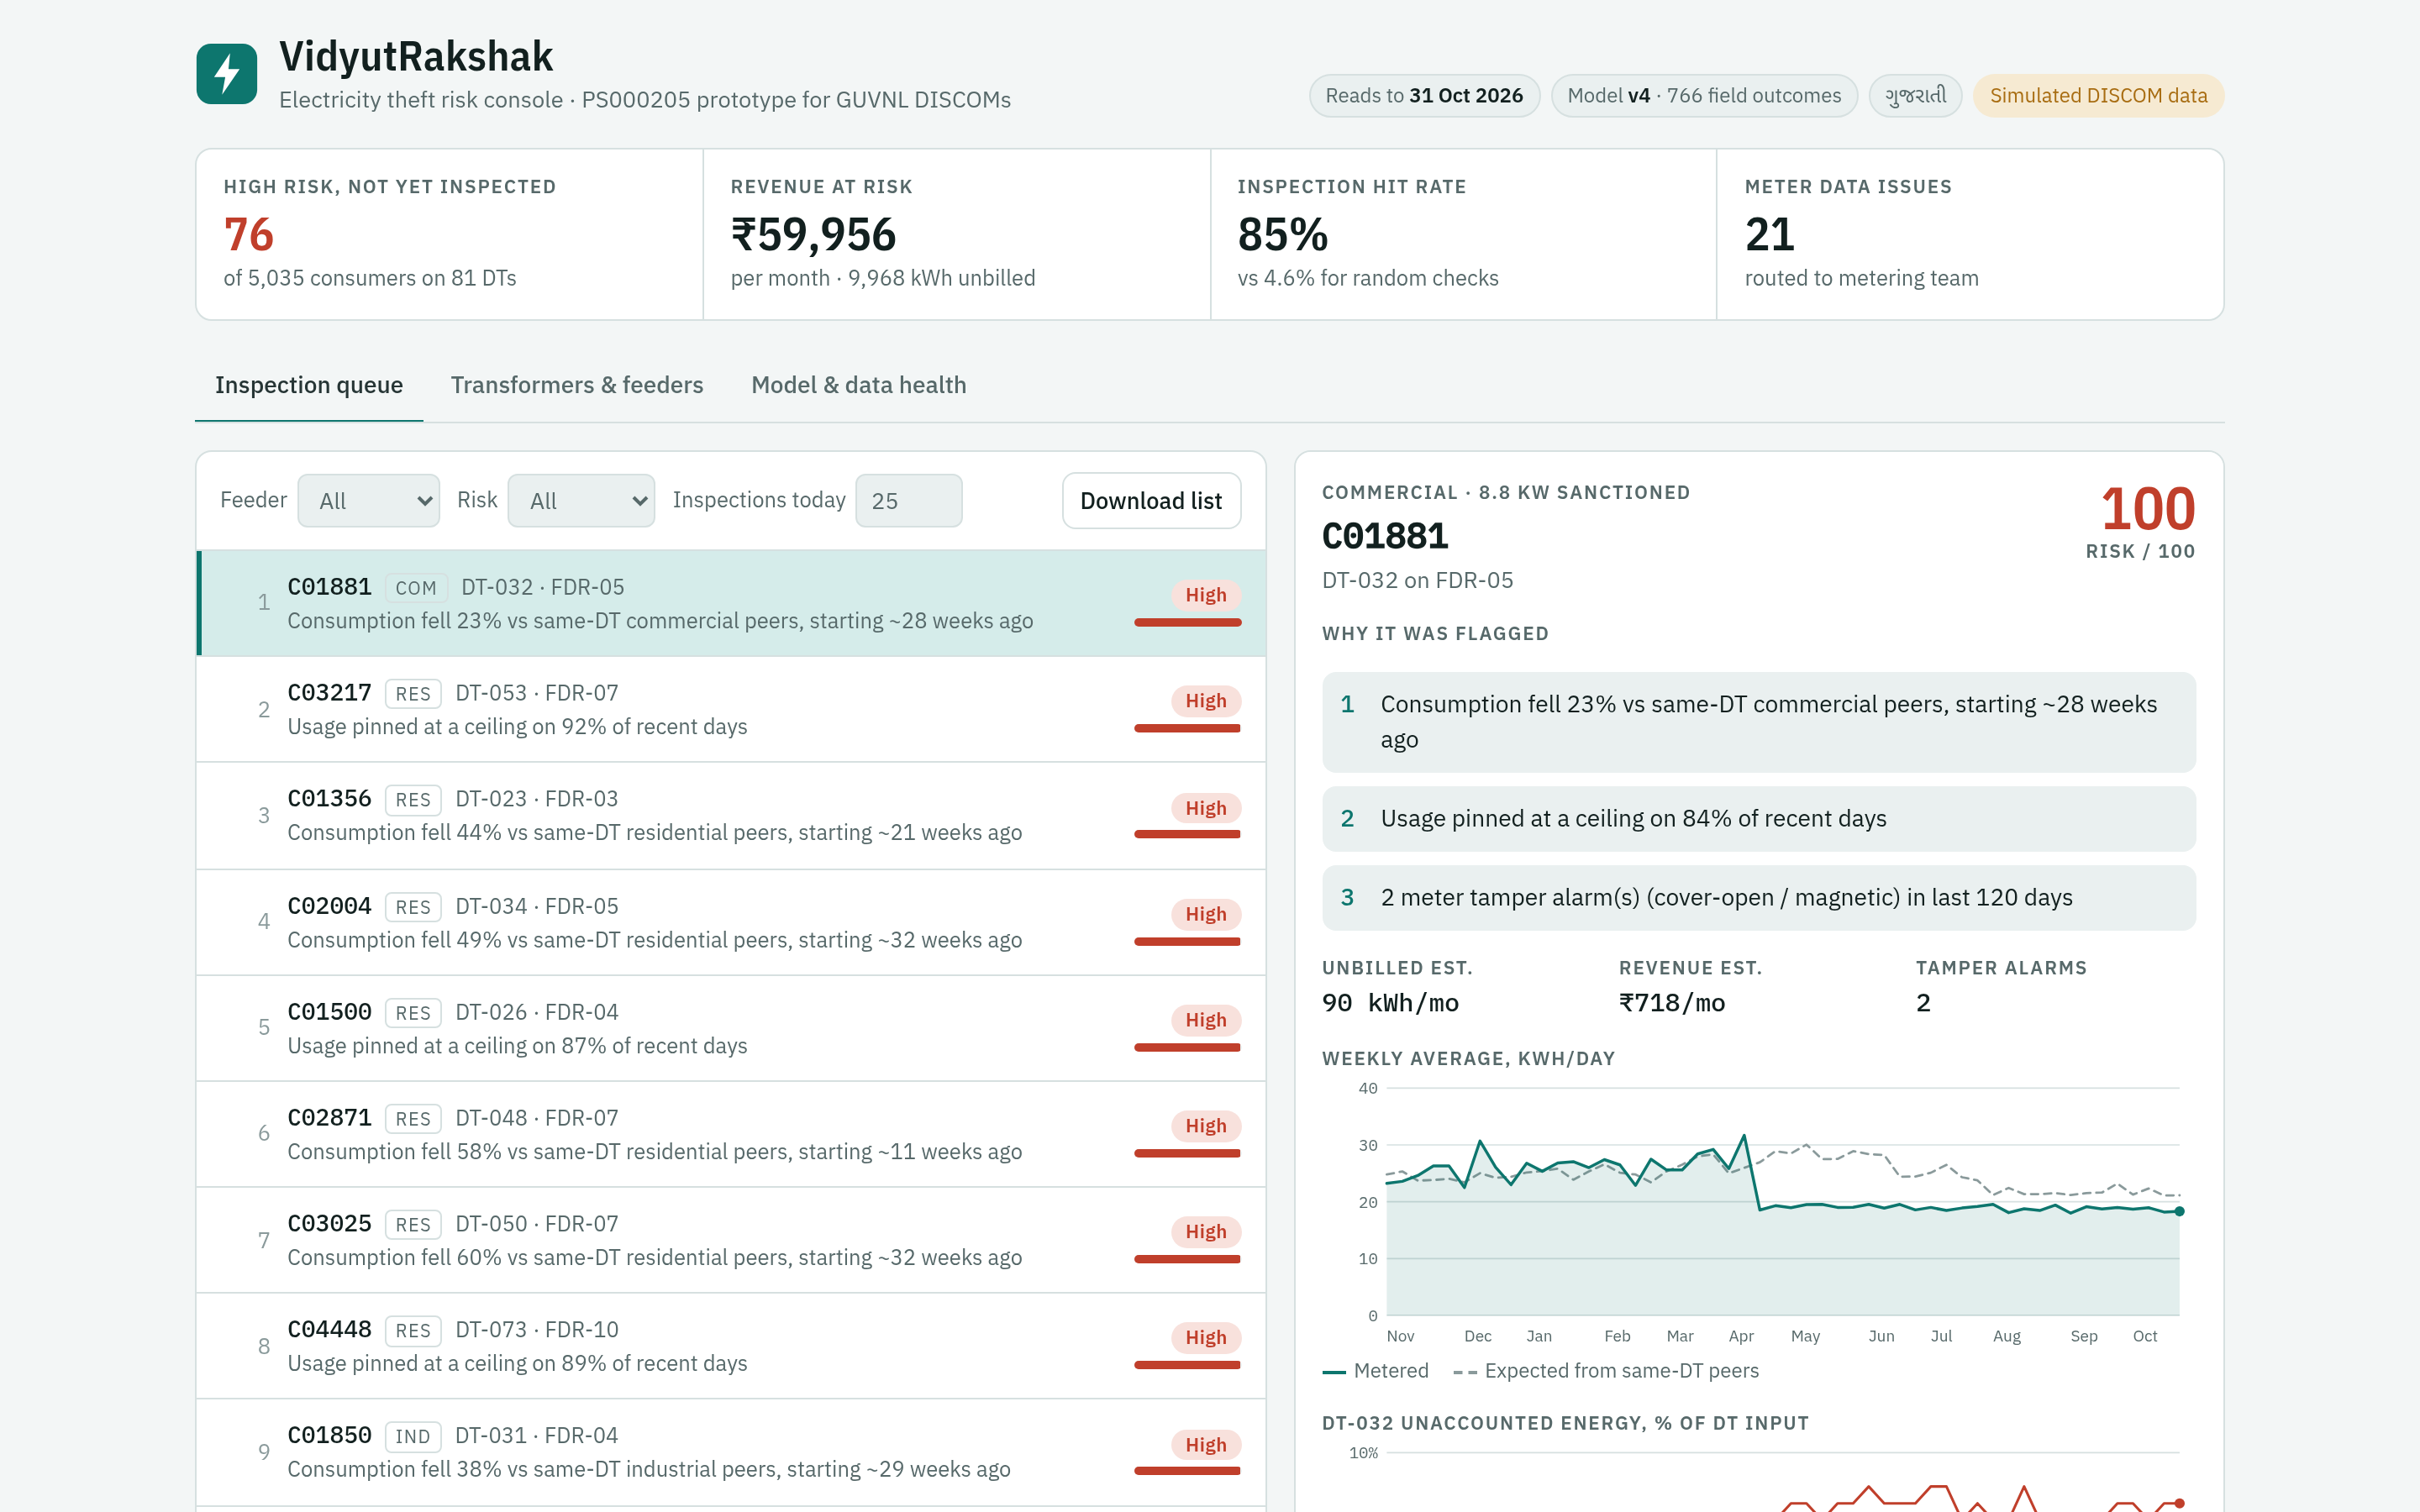 VidyutRakshak
Electricity theft risk console · PS000205 prototype for GUVNL DISCOMs
Reads to 31 Oct 2026
Model v4 · 766 field outcomes
ગુજરાતી
Simulated DISCOM data
HIGH RISK, NOT YET INSPECTED
76
of 5,035 consumers on 81 DTs
REVENUE AT RISK
₹59,956
per month · 9,968 kWh unbilled
INSPECTION HIT RATE
85%
vs 4.6% for random checks
METER DATA ISSUES
21
routed to metering team
Inspection queue
Transformers & feeders
Model & data health
Feeder All Risk All Inspections today 25 Download list
1 C01881 COM DT-032 · FDR-05 High
Consumption fell 23% vs same-DT commercial peers, starting ~28 weeks ago
2 C03217 RES DT-053 · FDR-07 High
Usage pinned at a ceiling on 92% of recent days
3 C01356 RES DT-023 · FDR-03 High
Consumption fell 44% vs same-DT residential peers, starting ~21 weeks ago
4 C02004 RES DT-034 · FDR-05 High
Consumption fell 49% vs same-DT residential peers, starting ~32 weeks ago
5 C01500 RES DT-026 · FDR-04 High
Usage pinned at a ceiling on 87% of recent days
6 C02871 RES DT-048 · FDR-07 High
Consumption fell 58% vs same-DT residential peers, starting ~11 weeks ago
7 C03025 RES DT-050 · FDR-07 High
Consumption fell 60% vs same-DT residential peers, starting ~32 weeks ago
8 C04448 RES DT-073 · FDR-10 High
Usage pinned at a ceiling on 89% of recent days
9 C01850 IND DT-031 · FDR-04 High
Consumption fell 38% vs same-DT industrial peers, starting ~29 weeks ago
COMMERCIAL · 8.8 KW SANCTIONED
C01881
DT-032 on FDR-05
100
RISK / 100
WHY IT WAS FLAGGED
1 Consumption fell 23% vs same-DT commercial peers, starting ~28 weeks
ago
2 Usage pinned at a ceiling on 84% of recent days
3 2 meter tamper alarm(s) (cover-open / magnetic) in last 120 days
UNBILLED EST.
90 kWh/mo
REVENUE EST.
₹718/mo
TAMPER ALARMS
2
WEEKLY AVERAGE, KWH/DAY
40
30
20
10
0
Nov Dec Jan Feb Mar Apr May Jun Jul Aug Sep Oct
Metered Expected from same-DT peers
DT-032 UNACCOUNTED ENERGY, % OF DT INPUT
10%